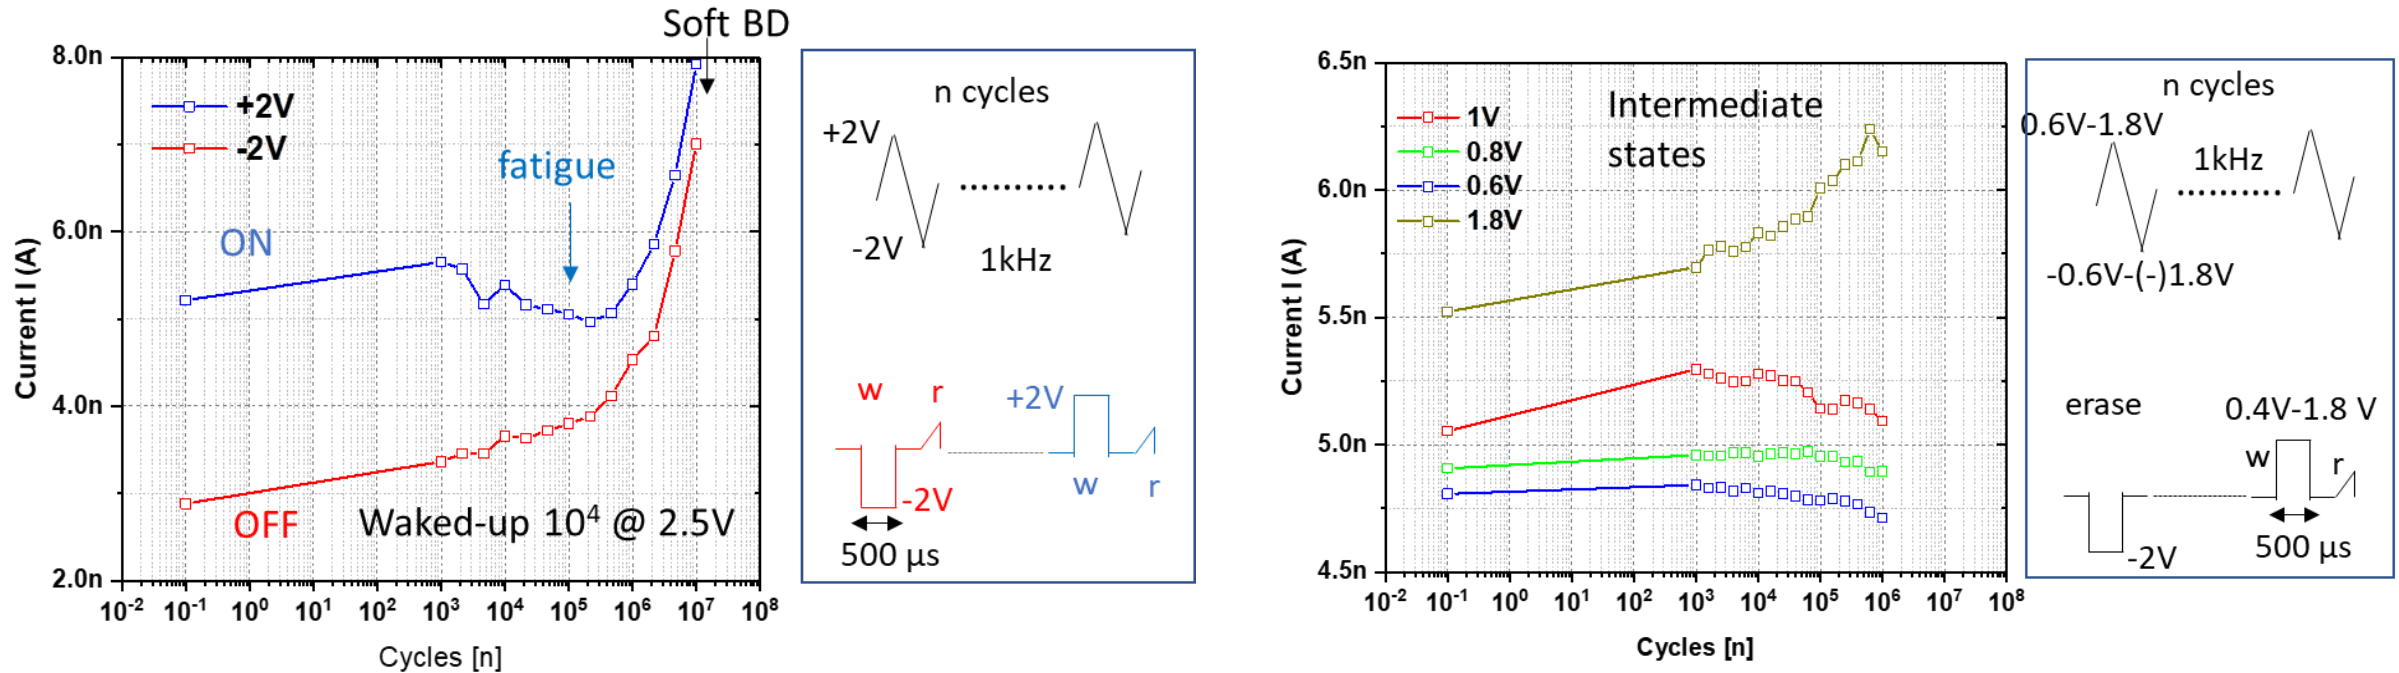 Soft BD
8.0n
6.0n
4.0n
2.0n
Current I (A)
+2V
-2V
fatigue
ON
OFF
Waked-up 10⁴ @ 2.5V
10⁻² 10⁻¹ 10⁰ 10¹ 10² 10³ 10⁴ 10⁵ 10⁶ 10⁷ 10⁸
Cycles [n]
n cycles
+2V
-2V
1kHz
w r
+2V
-2V
w r
500 µs
6.5n
6.0n
5.5n
5.0n
4.5n
Current I (A)
1V
0.8V
0.6V
1.8V
Intermediate
states
10⁻² 10⁻¹ 10⁰ 10¹ 10² 10³ 10⁴ 10⁵ 10⁶ 10⁷ 10⁸
Cycles [n]
n cycles
0.6V-1.8V
1kHz
-0.6V-(-)1.8V
erase
0.4V-1.8 V
w r
-2V
500 µs